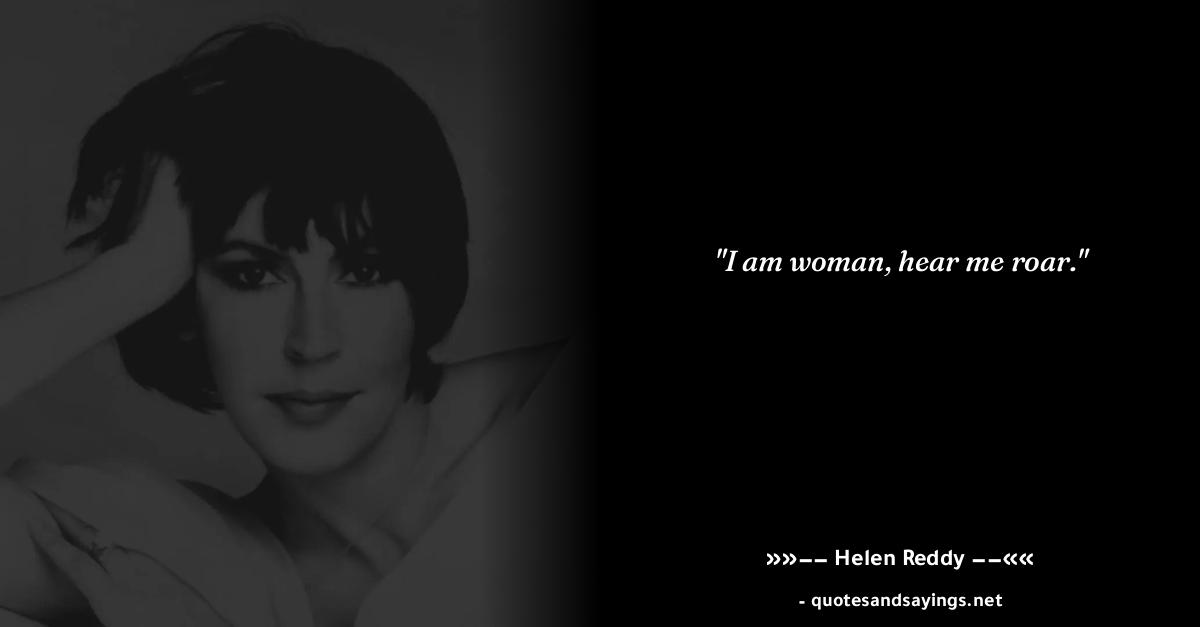 "I am woman, hear me roar."
»»–– Helen Reddy ––««
- quotesandsayings.net